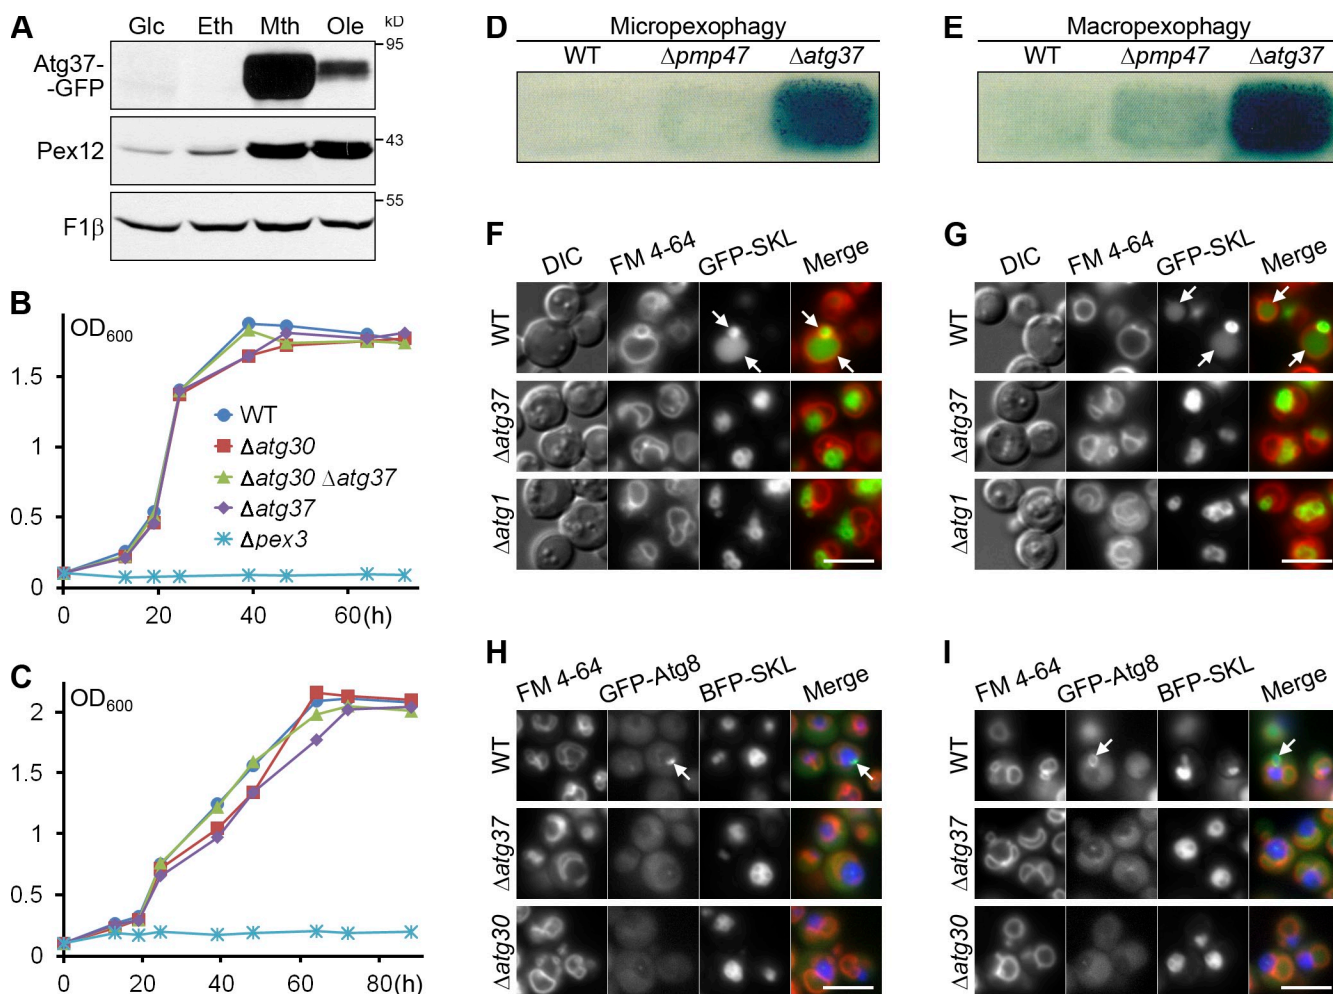 A
Glc Eth Mth Ole kD
Atg37-
-GFP
95
Pex12
43
F1β
55
B
OD600
1.5
1
0.5
0
0 20 40 60(h)
WT
Δatg30
Δatg30 Δatg37
Δatg37
Δpex3
C
OD600
2
1.5
1
0.5
0
0 20 40 60 80(h)
D
Micropexophagy
WT Δpmp47 Δatg37
E
Macropexophagy
WT Δpmp47 Δatg37
F
DIC FM 4-64 GFP-SKL Merge
WT
Δatg37
Δatg1
G
DIC FM 4-64 GFP-SKL Merge
WT
Δatg37
Δatg1
H
FM 4-64 GFP-Atg8 BFP-SKL Merge
WT
Δatg37
Δatg30
I
FM 4-64 GFP-Atg8 BFP-SKL Merge
WT
Δatg37
Δatg30